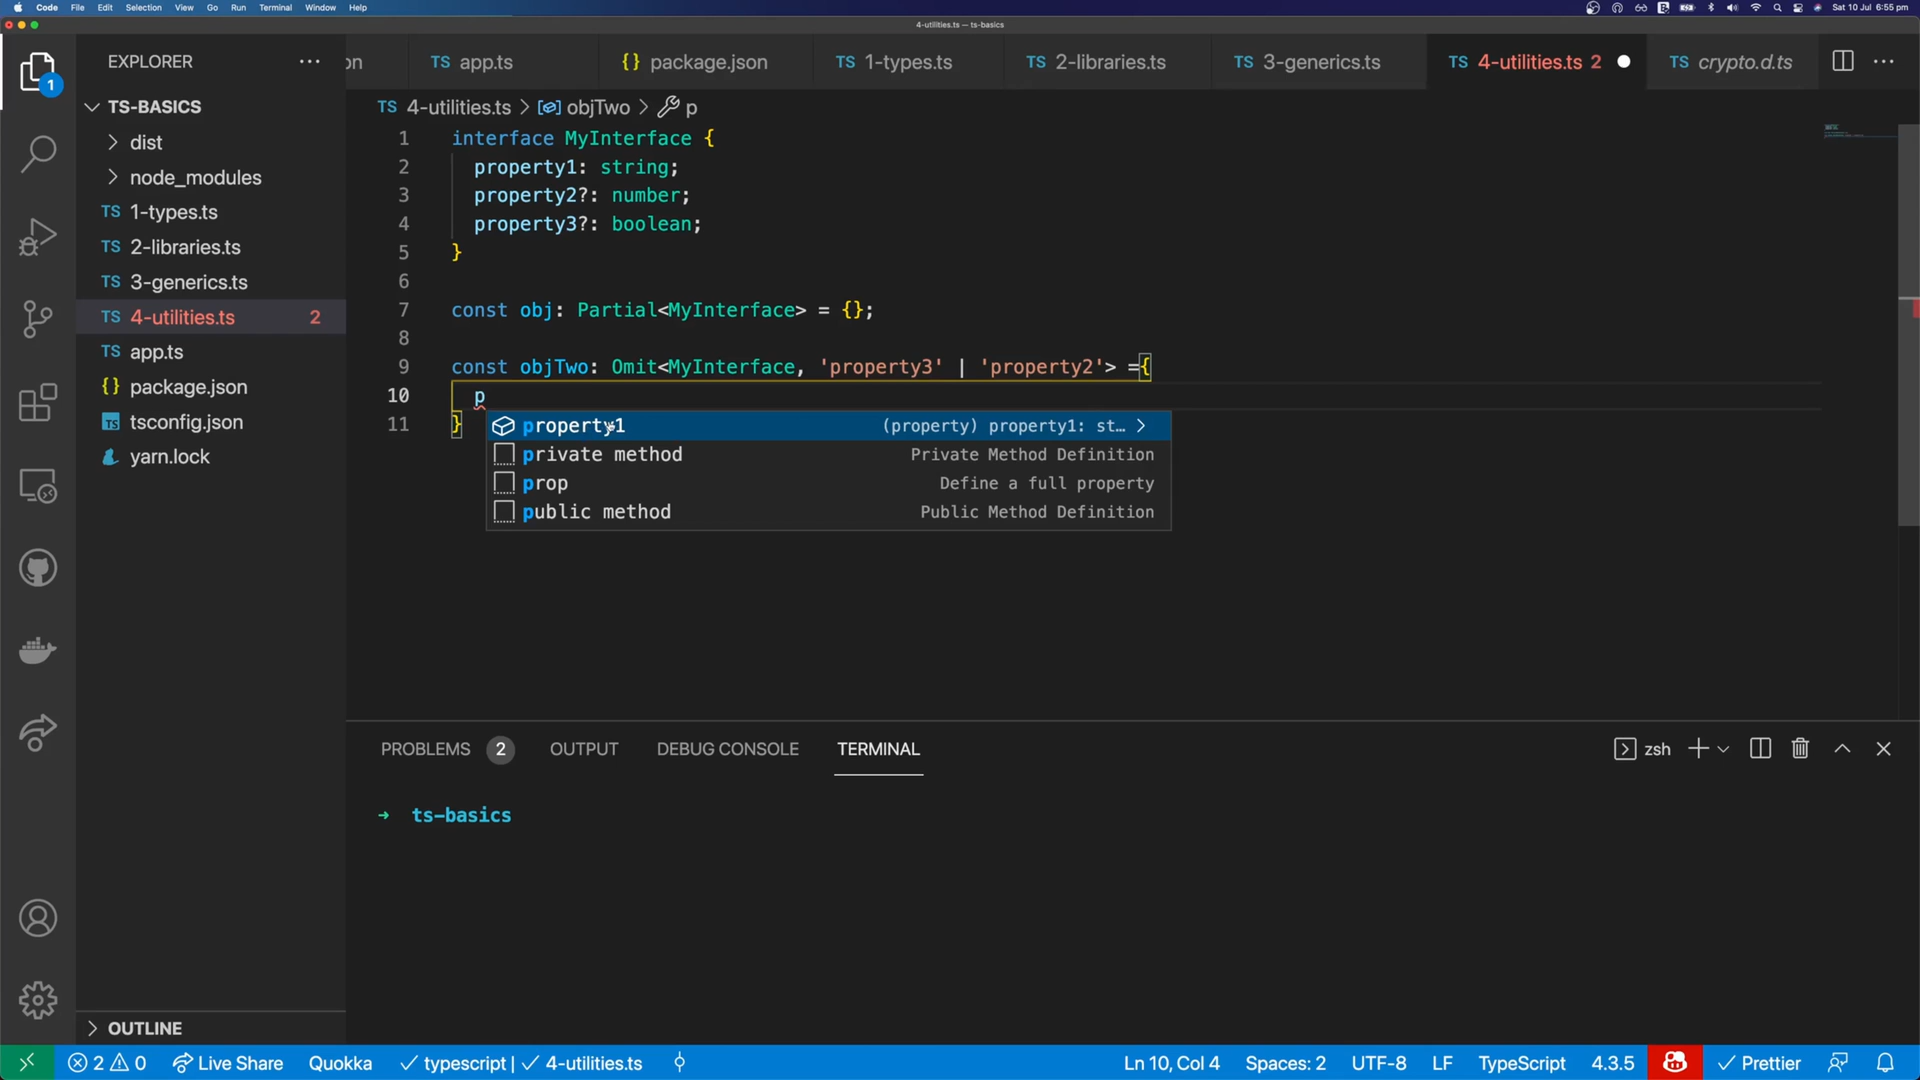 Code File Edit Selection View Go Run Terminal Window Help Sat 10 Jul 6:55 pm
4-utilities.ts — ts-basics
1 EXPLORER ··· on TS app.ts {} package.json TS 1-types.ts TS 2-libraries.ts TS 3-generics.ts TS 4-utilities.ts 2 TS crypto.d.ts ···
TS-BASICS
dist
node_modules
TS 1-types.ts
TS 2-libraries.ts
TS 3-generics.ts
TS 4-utilities.ts 2
TS app.ts
{} package.json
TS tsconfig.json
yarn.lock
OUTLINE
TS 4-utilities.ts > objTwo > p
1 interface MyInterface {
2 property1: string;
3 property2?: number;
4 property3?: boolean;
5 }
6
7 const obj: Partial<MyInterface> = {};
8
9 const objTwo: Omit<MyInterface, 'property3' | 'property2'> ={
10 p
11 }
property1 (property) property1: st…
private method Private Method Definition
prop Define a full property
public method Public Method Definition
PROBLEMS 2 OUTPUT DEBUG CONSOLE TERMINAL zsh
→ ts-basics
2 0 Live Share Quokka typescript | 4-utilities.ts Ln 10, Col 4 Spaces: 2 UTF-8 LF TypeScript 4.3.5 Prettier